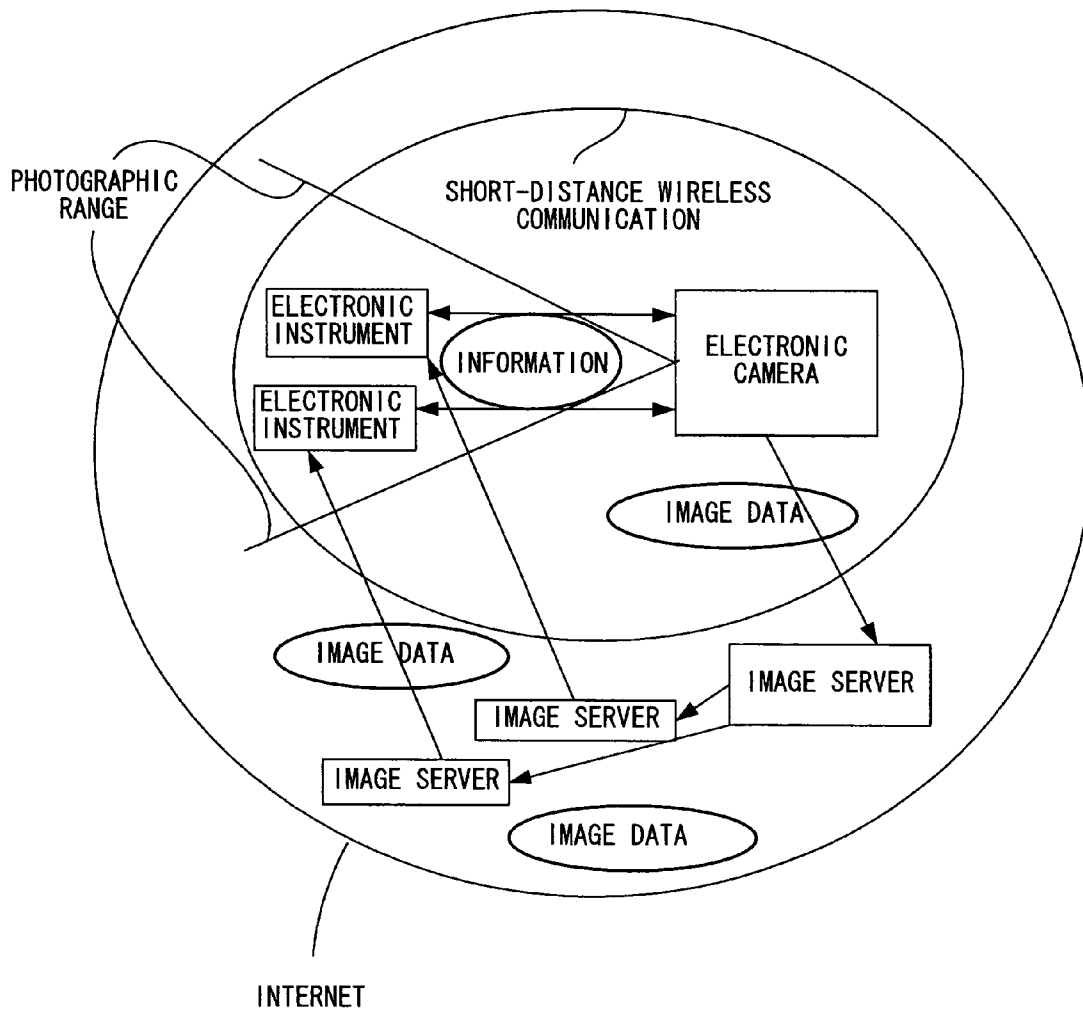 PHOTOGRAPHIC
RANGE
SHORT-DISTANCE WIRELESS
COMMUNICATION
ELECTRONIC
INSTRUMENT
INFORMATION
ELECTRONIC
CAMERA
ELECTRONIC
INSTRUMENT
IMAGE DATA
IMAGE DATA
IMAGE SERVER
IMAGE SERVER
IMAGE SERVER
IMAGE DATA
INTERNET